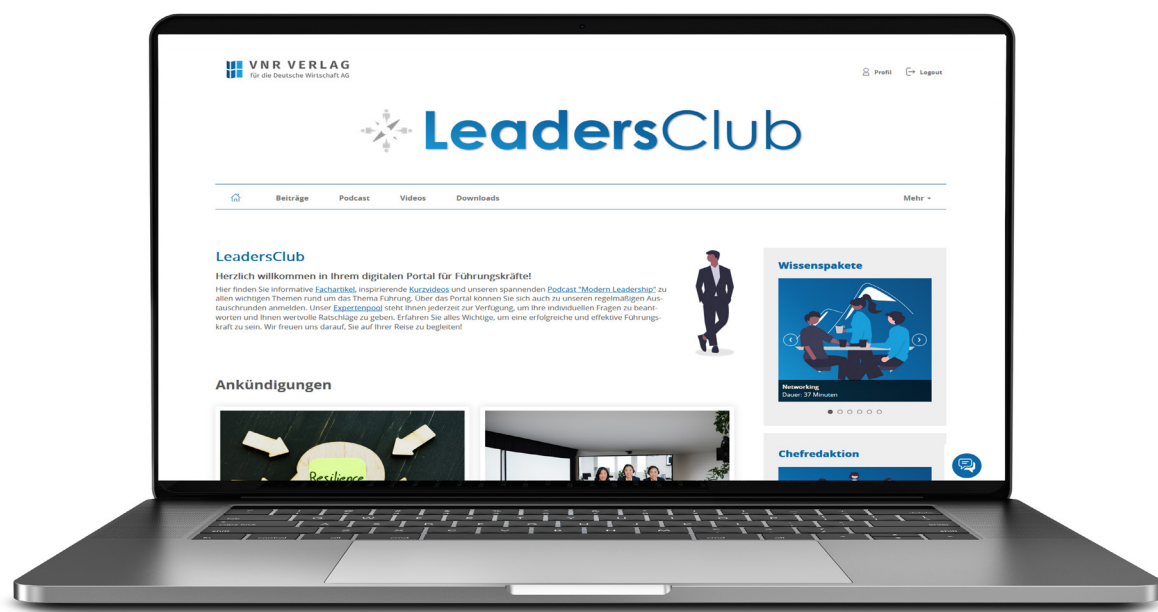 VNR VERLAG
für die Deutsche Wirtschaft AG
Profil
Logout
LeadersClub
Beiträge
Podcast
Videos
Downloads
Mehr
LeadersClub
Herzlich willkommen in Ihrem digitalen Portal für Führungskräfte!
Hier finden Sie informative Fachartikel, inspirierende Kurzvideos und unseren spannenden Podcast "Modern Leadership" zu
allen wichtigen Themen rund um das Thema Führung. Über das Portal können Sie sich auch zu unseren regelmäßigen Aus-
tauschrunden anmelden. Unser Expertenpool steht Ihnen jederzeit zur Verfügung, um Ihre individuellen Fragen zu beant-
worten und Ihnen wertvolle Ratschläge zu geben. Erfahren Sie alles Wichtige, um eine erfolgreiche und effektive Führungs-
kraft zu sein. Wir freuen uns darauf, Sie auf Ihrer Reise zu begleiten!
Wissenspakete
Networking
Dauer: 37 Minuten
Ankündigungen
Resilience
Chefredaktion